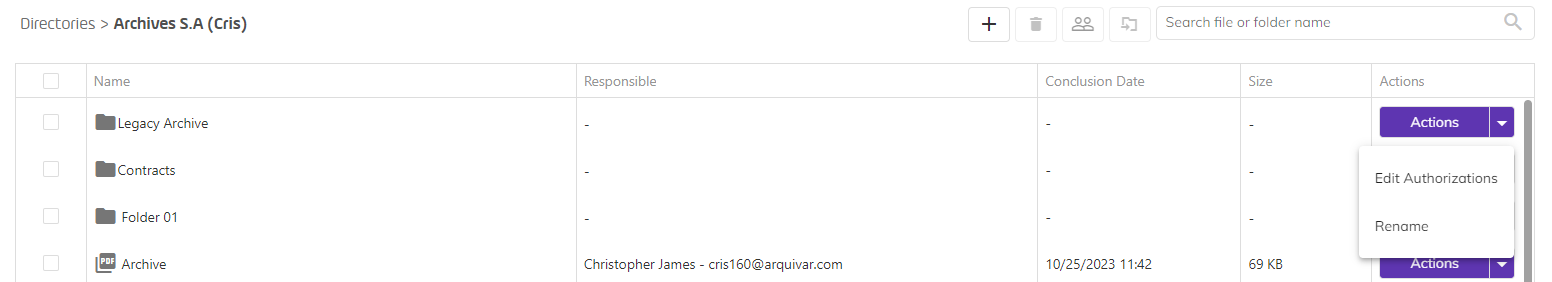 Directories > Archives S.A (Cris)
Search file or folder name
Name Responsible Conclusion Date Size Actions
Legacy Archive - - - Actions
Contracts - - -
Edit Authorizations
Folder 01 - - -
Rename
Archive Christopher James - cris160@arquivar.com 10/25/2023 11:42 69 KB Actions
PDF